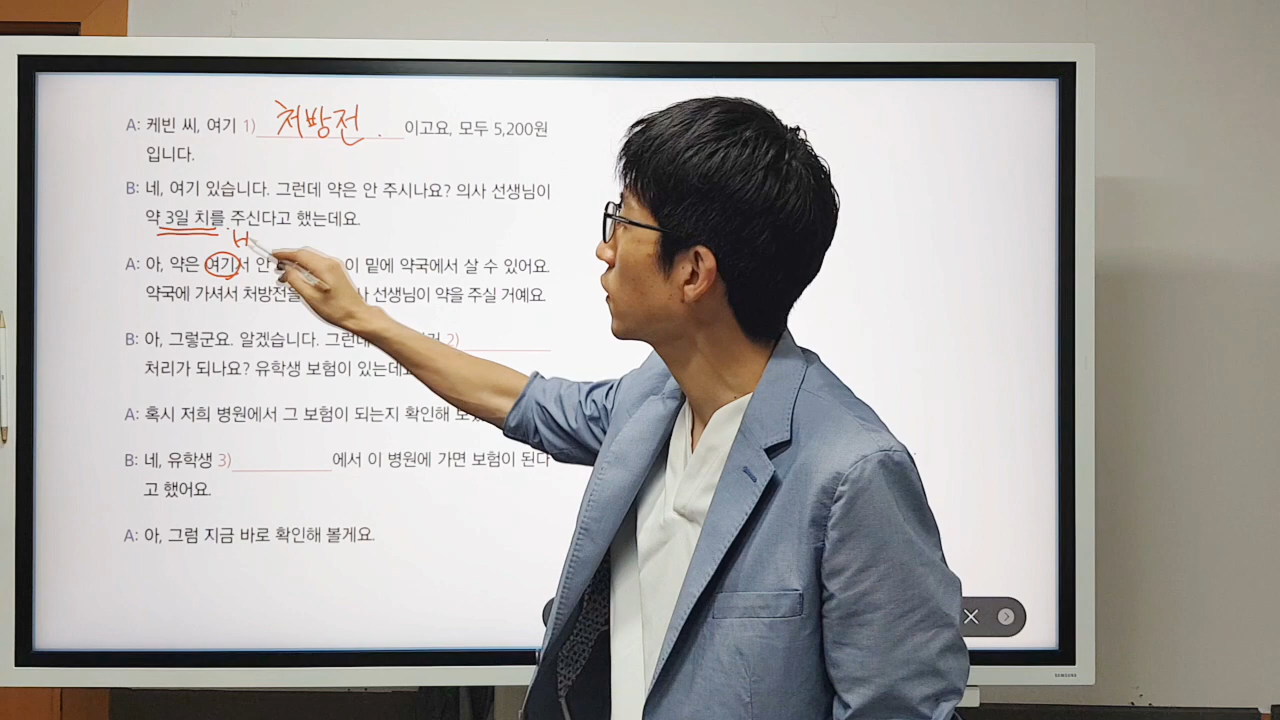 A: 케빈 씨, 여기 1) 처방전 이고요, 모두 5,200원
입니다.
B: 네, 여기 있습니다. 그런데 약은 안 주시나요? 의사 선생님이
약 3일 치를 주신다고 했는데요.
A: 아, 약은 여기서 안 이 밑에 약국에서 살 수 있어요.
약국에 가셔서 처방전을 선생님이 약을 주실 거예요.
B: 아, 그렇군요. 알겠습니다. 2)
처리가 되나요? 유학생 보험이
A: 혹시 저희 병원에서 그 보험이 되는지 확인해
B: 네, 유학생 3) 에서 이 병원에 가면 보험이 된다
고 했어요.
A: 아, 그럼 지금 바로 확인해 볼게요.
SAMSUNG